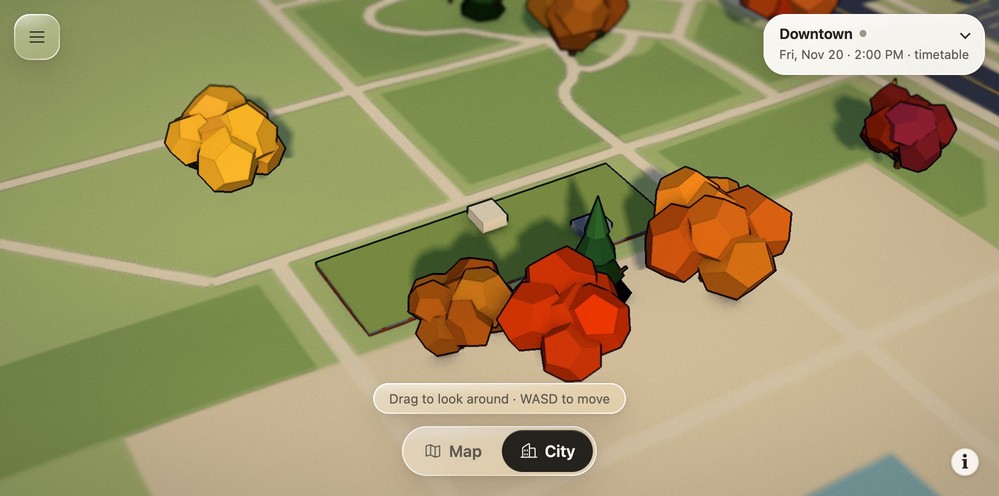 Downtown
Fri, Nov 20 · 2:00 PM · timetable
Drag to look around · WASD to move
Map
City
i